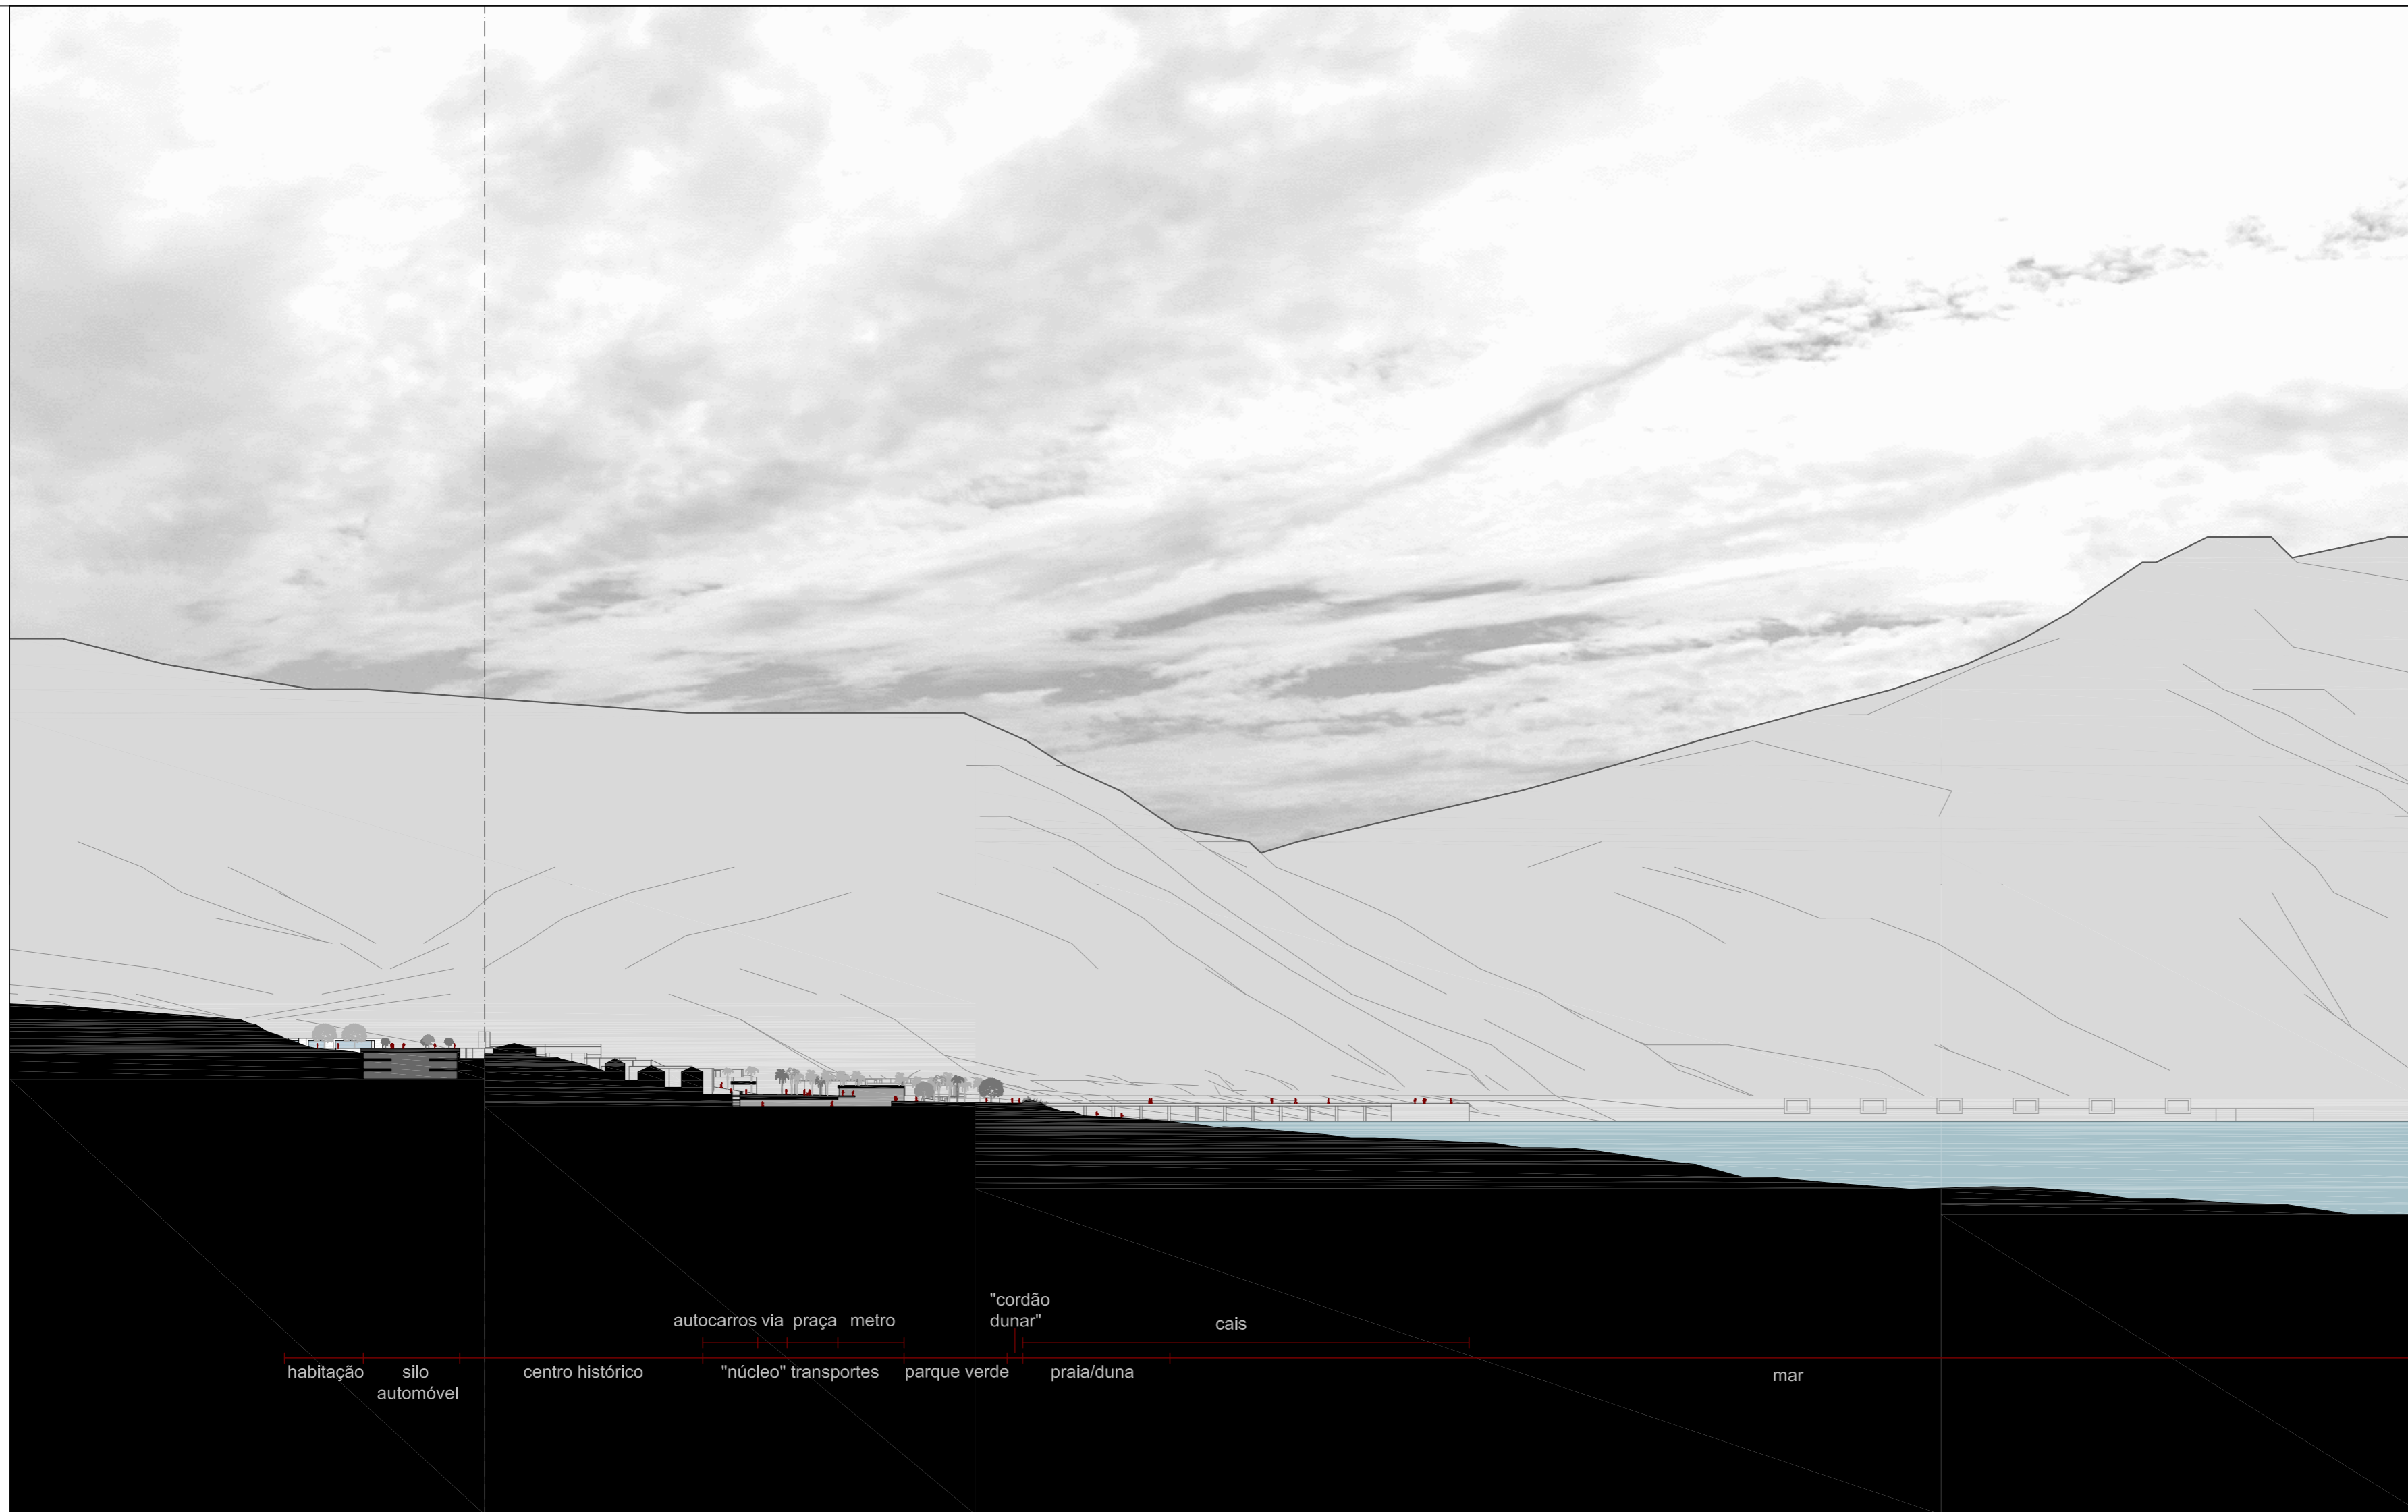 "cordão
dunar"
autocarros via praça metro
cais
habitação
silo
automóvel
centro histórico
"núcleo" transportes
parque verde
praia/duna
mar